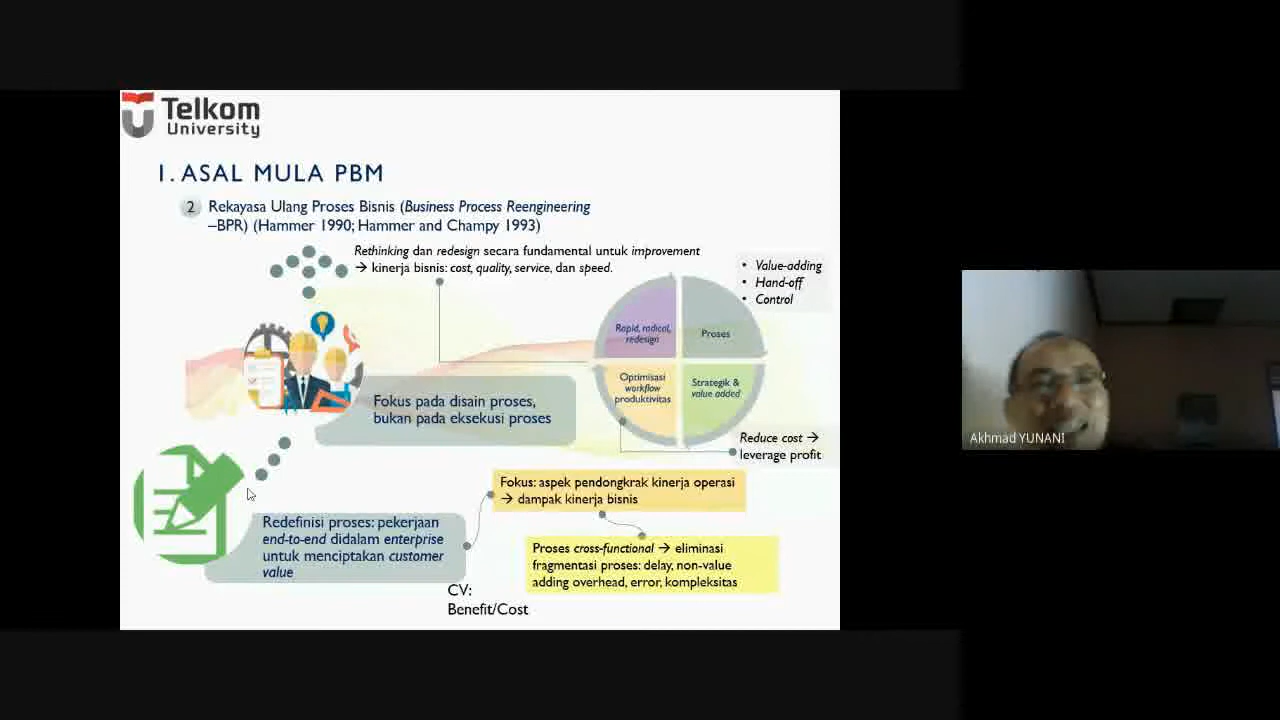 Telkom
University
1. ASAL MULA PBM
2
Rekayasa Ulang Proses Bisnis (Business Process Reengineering
–BPR) (Hammer 1990; Hammer and Champy 1993)
Rethinking dan redesign secara fundamental untuk improvement
→ kinerja bisnis: cost, quality, service, dan speed.
• Value-adding
• Hand-off
• Control
Rapid, radical,
redesign
Proses
Optimisasi
workflow
produktivitas
Strategik &
value added
Fokus pada disain proses,
bukan pada eksekusi proses
Reduce cost →
leverage profit
Fokus: aspek pendongkrak kinerja operasi
→ dampak kinerja bisnis
Redefinisi proses: pekerjaan
end-to-end didalam enterprise
untuk menciptakan customer
value
Proses cross-functional → eliminasi
fragmentasi proses: delay, non-value
adding overhead, error, kompleksitas
CV:
Benefit/Cost
Akhmad YUNANI